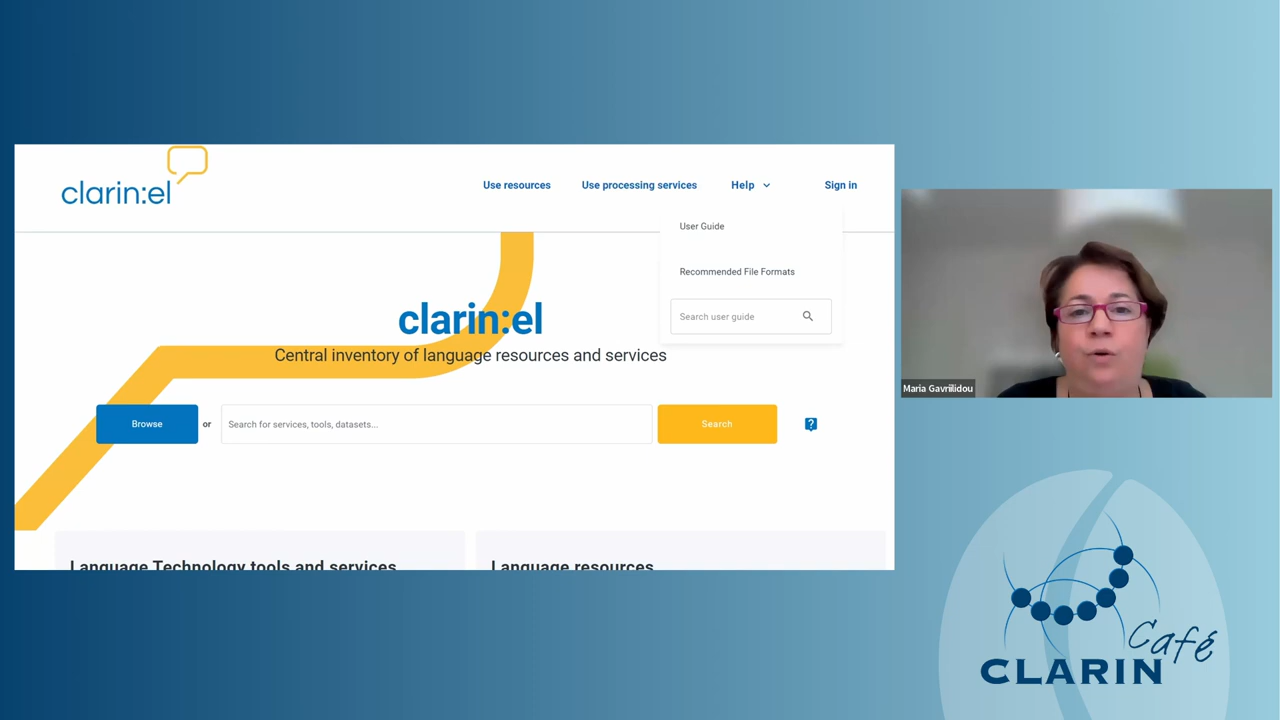 clarin:el
Use resources
Use processing services
Help
Sign in
User Guide
Recommended File Formats
Search user guide
clarin:el
Central inventory of language resources and services
Browse
or
Search for services, tools, datasets...
Search
?
Language Technology tools and services
Language resources
Maria Gavriilidou
Café
CLARIN